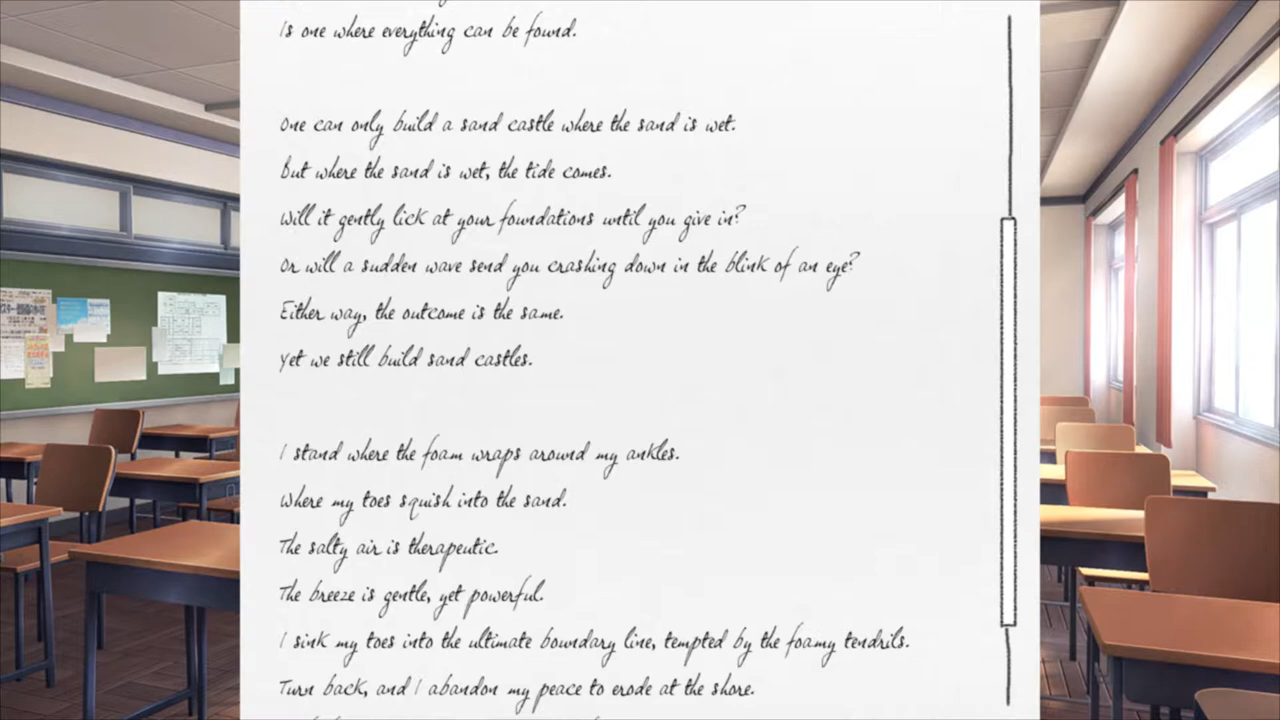 Is one where everything can be found.
One can only build a sand castle where the sand is wet.
But where the sand is wet, the tide comes.
Will it gently lick at your foundations until you give in?
Or will a sudden wave send you crashing down in the blink of an eye?
Either way, the outcome is the same.
Yet we still build sand castles.
I stand where the foam wraps around my ankles.
Where my toes squish into the sand.
The salty air is therapeutic.
The breeze is gentle, yet powerful.
I sink my toes into the ultimate boundary line, tempted by the foamy tendrils.
Turn back, and I abandon my peace to erode at the shore.